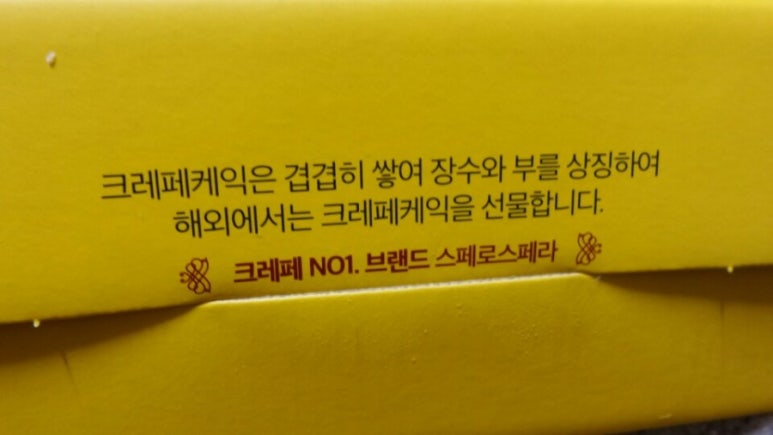 크레페케익은 겹겹히 쌓여 장수와 부를 상징하여
해외에서는 크레페케익을 선물합니다.
크레페 NO1. 브랜드 스페로스페라